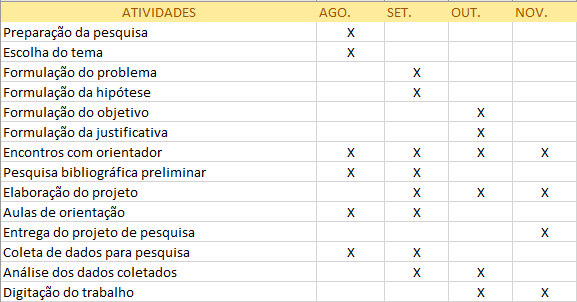 ATIVIDADES AGO. SET. OUT. NOV.
Preparação da pesquisa X
Escolha do tema X
Formulação do problema X
Formulação da hipótese X
Formulação do objetivo X
Formulação da justificativa X
Encontros com orientador X X X X
Pesquisa bibliográfica preliminar X X
Elaboração do projeto X X X
Aulas de orientação X X
Entrega do projeto de pesquisa X
Coleta de dados para pesquisa X X
Análise dos dados coletados X X
Digitação do trabalho X X